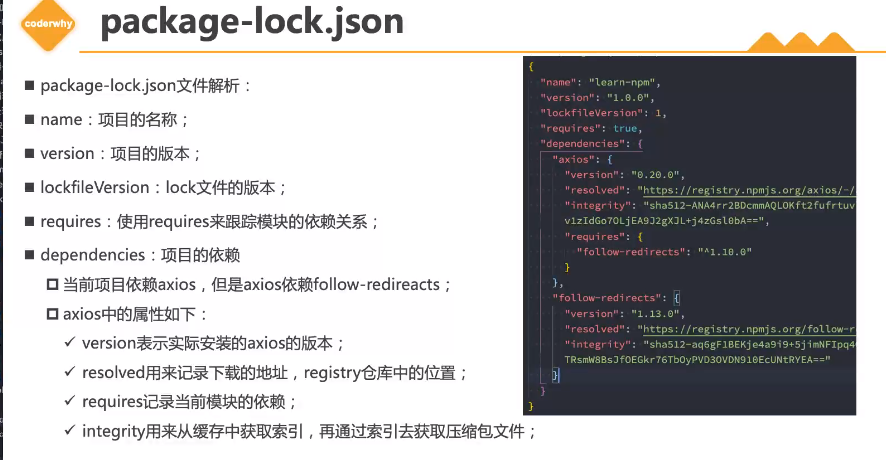 coderwhy
package-lock.json
package-lock.json文件解析：
name：项目的名称；
version：项目的版本；
lockfileVersion：lock文件的版本；
requires：使用requires来跟踪模块的依赖关系；
dependencies：项目的依赖
当前项目依赖axios，但是axios依赖follow-redireacts；
axios中的属性如下：
version表示实际安装的axios的版本；
resolved用来记录下载的地址，registry仓库中的位置；
requires记录当前模块的依赖；
integrity用来从缓存中获取索引，再通过索引去获取压缩包文件；
{
"name": "learn-npm",
"version": "1.0.0",
"lockfileVersion": 1,
"requires": true,
"dependencies": {
"axios": {
"version": "0.20.0",
"resolved": "https://registry.npmjs.org/axios/-/
"integrity": "sha512-ANA4rr2BDcmmAQLOKft2fufrtuv
v1zIdGo7OLjEA9J2gXJL+j4zGsl0bA==",
"requires": {
"follow-redirects": "^1.10.0"
}
},
"follow-redirects": {
"version": "1.13.0",
"resolved": "https://registry.npmjs.org/follow-r
"integrity": "sha512-aq6gF1BEKje4a9i9+5jimNFIpq4
TRsmW8BsJfOEGkr76TbOyPVD3OVDN910EcUNtRYEA=="
}
}
}